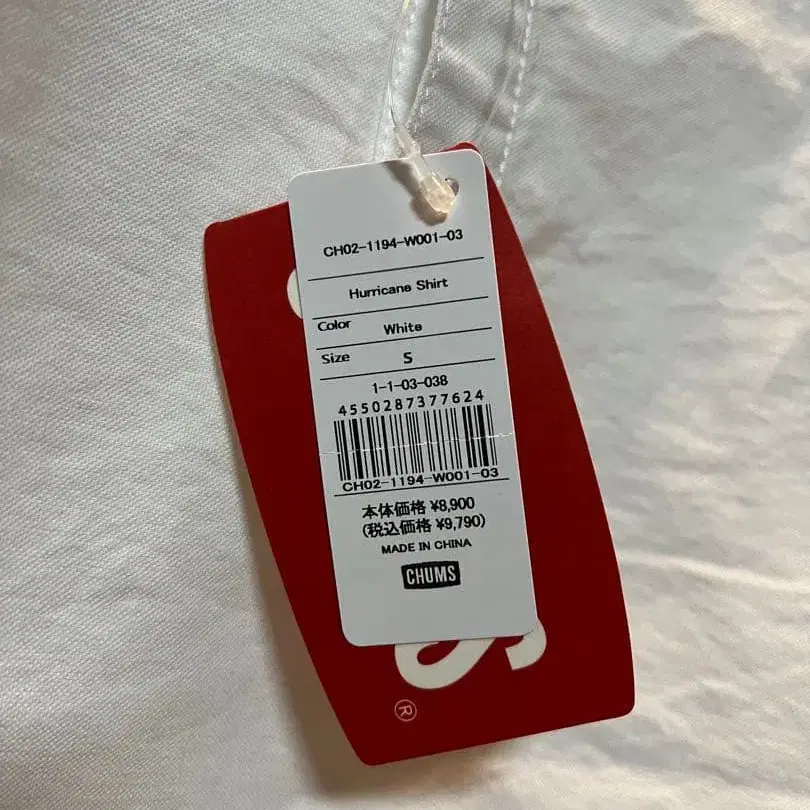 CH02-1194-W001-03
Hurricane Shirt
Color White
Size S
1-1-03-038
4550287377624
CH02-1194-W001-03
本体価格 ¥8,900
(税込価格 ¥9,790)
MADE IN CHINA
CHUMS
®